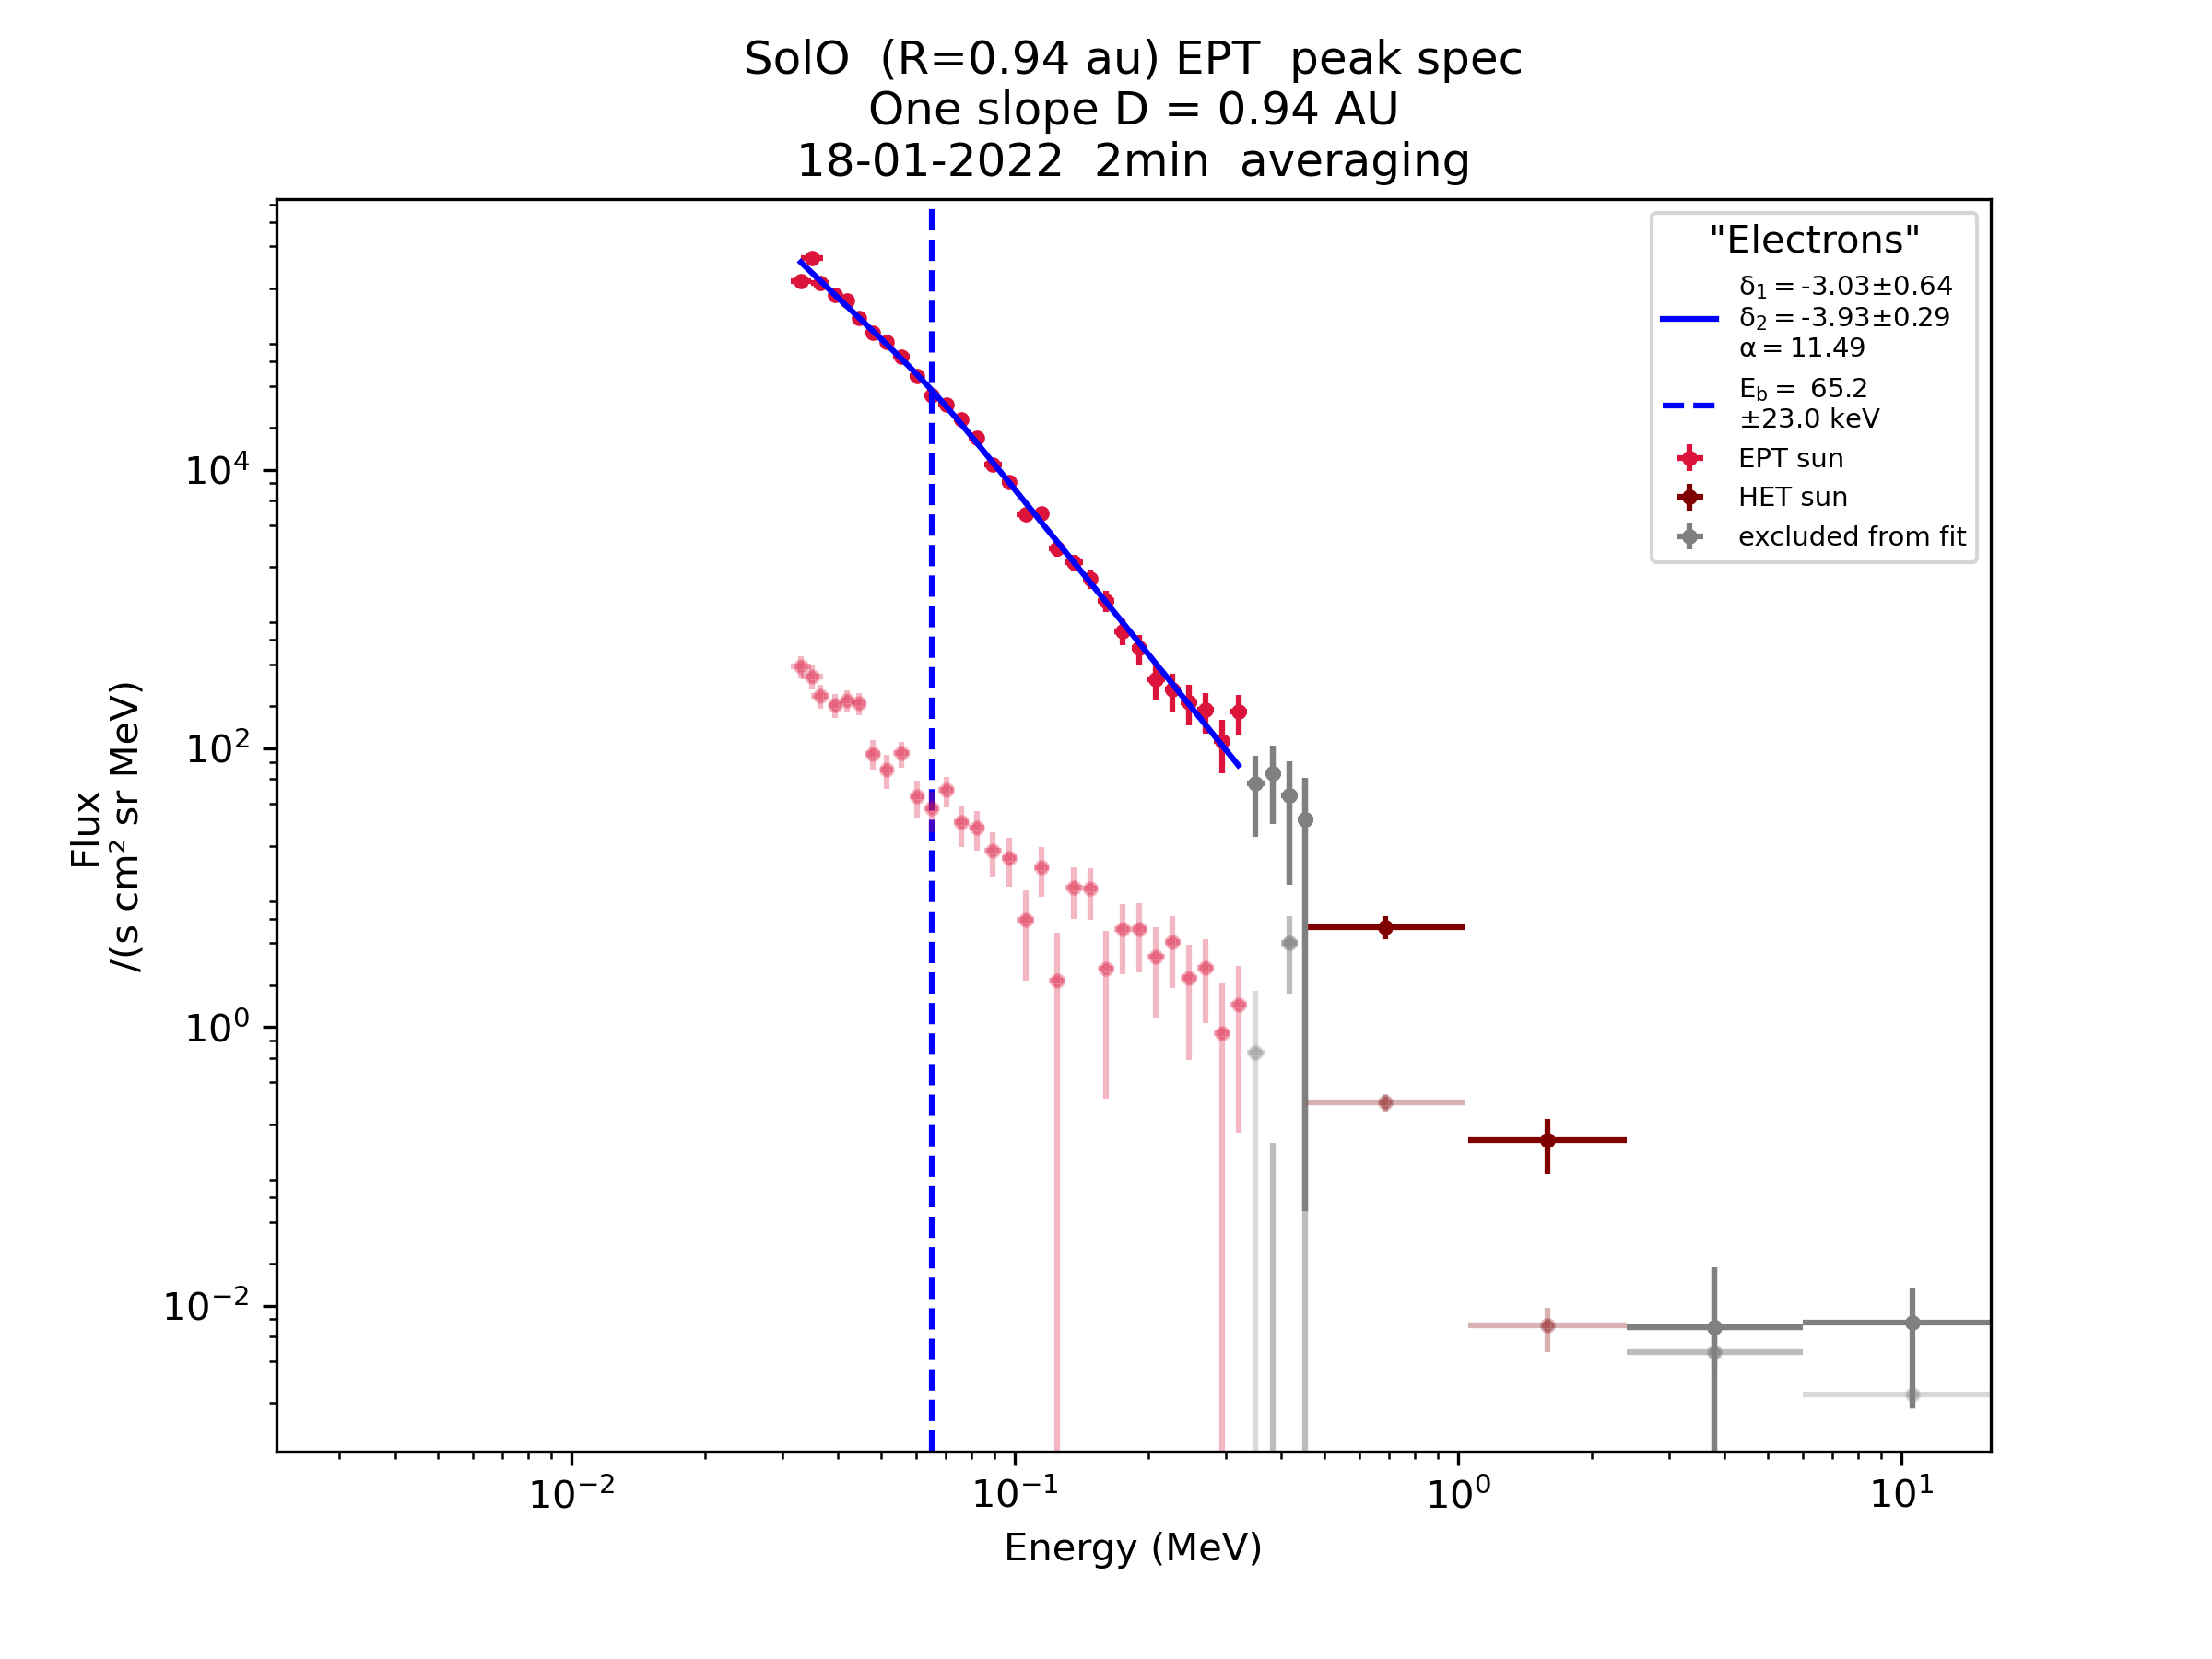 SolO  (R=0.94 au) EPT  peak spec
One slope D = 0.94 AU
18-01-2022  2min  averaging
"Electrons"
δ₁ = -3.03±0.64
δ₂ = -3.93±0.29
α = 11.49
E_b = 65.2
±23.0 keV
EPT sun
HET sun
excluded from fit
10⁴
10²
10⁰
10⁻²
Flux
/(s cm² sr MeV)
10⁻²
10⁻¹
10⁰
10¹
Energy (MeV)